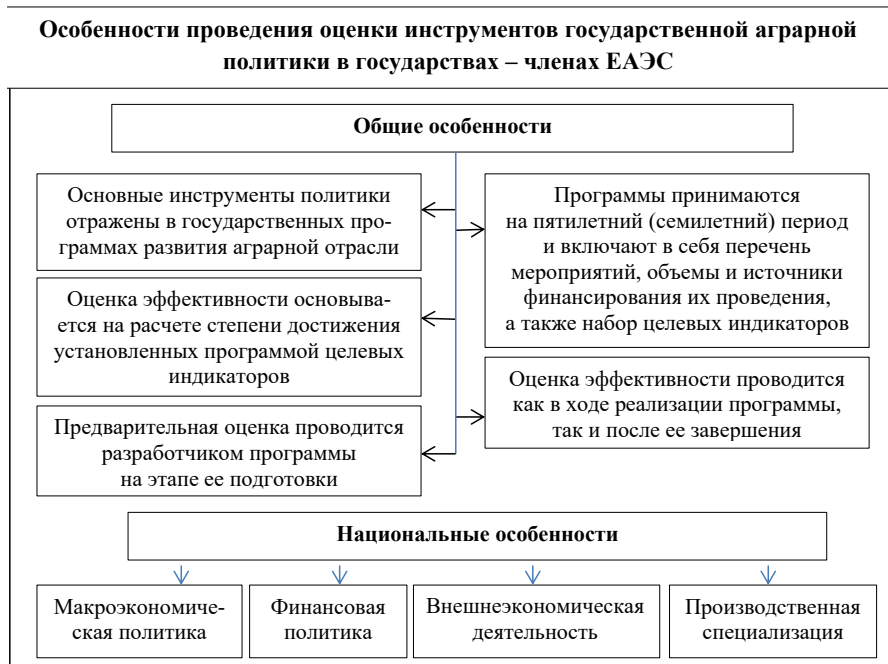 Особенности проведения оценки инструментов государственной аграрной
политики в государствах – членах ЕАЭС
Общие особенности
Основные инструменты политики
отражены в государственных про-
граммах развития аграрной отрасли
Программы принимаются
на пятилетний (семилетний) период
и включают в себя перечень
мероприятий, объемы и источники
финансирования их проведения,
а также набор целевых индикаторов
Оценка эффективности основыва-
ется на расчете степени достижения
установленных программой целевых
индикаторов
Оценка эффективности проводится
как в ходе реализации программы,
так и после ее завершения
Предварительная оценка проводится
разработчиком программы
на этапе ее подготовки
Национальные особенности
Макроэкономиче-
ская политика
Финансовая
политика
Внешнеэкономическая
деятельность
Производственная
специализация